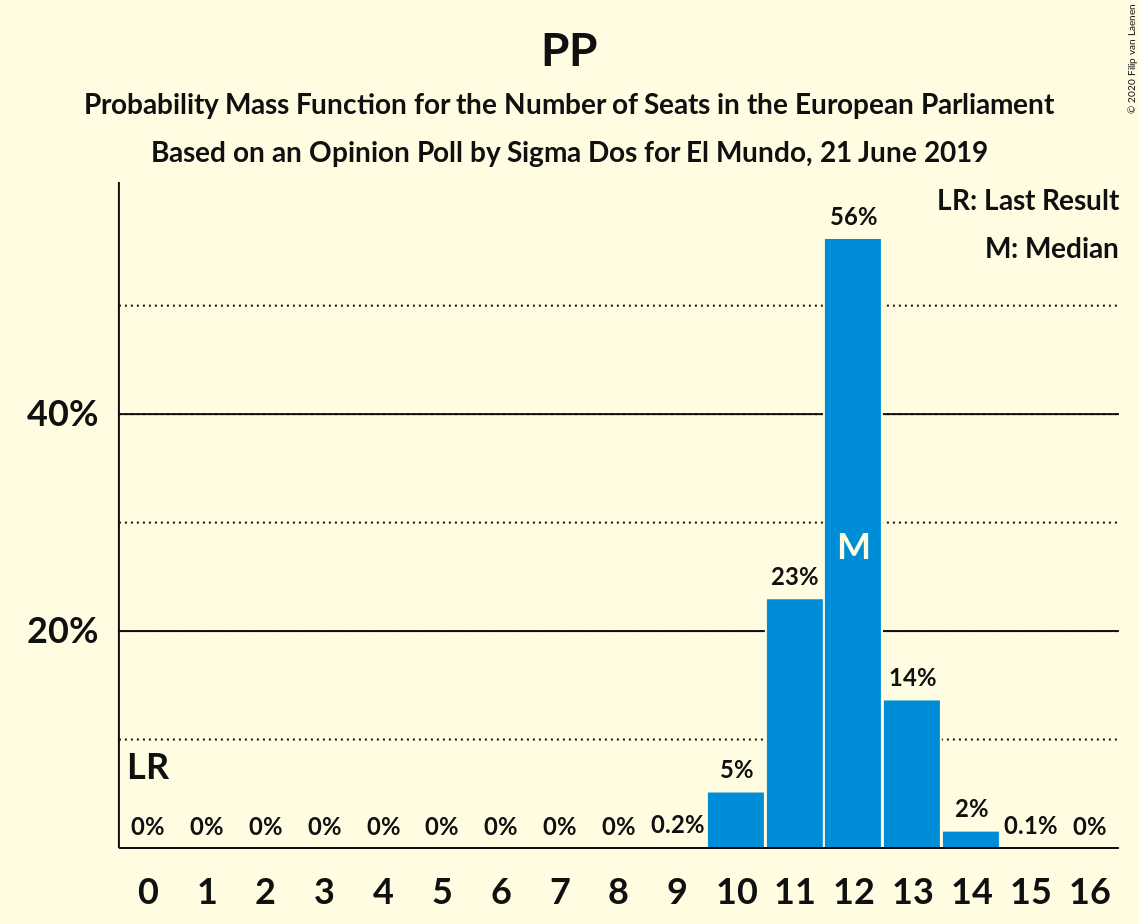 PP
Probability Mass Function for the Number of Seats in the European Parliament
Based on an Opinion Poll by Sigma Dos for El Mundo, 21 June 2019
© 2020 Filip van Laenen
LR: Last Result
M: Median
56%
40%
M
23%
20%
14%
LR
5%
2%
0% 0% 0% 0% 0% 0% 0% 0% 0% 0.2% 0.1% 0%
0 1 2 3 4 5 6 7 8 9 10 11 12 13 14 15 16